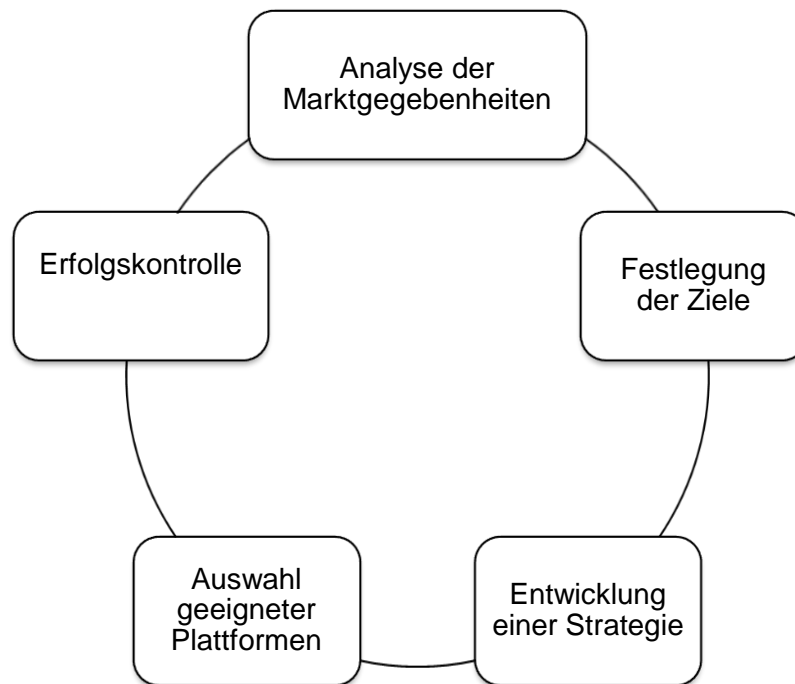 Analyse der
Marktgegebenheiten
Festlegung
der Ziele
Entwicklung
einer Strategie
Auswahl
geeigneter
Plattformen
Erfolgskontrolle